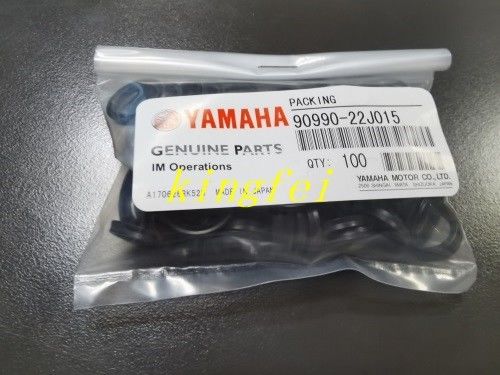 YAMAHA
PACKING
90990-22J015
GENUINE PARTS
IM Operations
QTY: 100
MADE IN JAPAN
YAMAHA MOTOR CO.,LTD.
kingfei